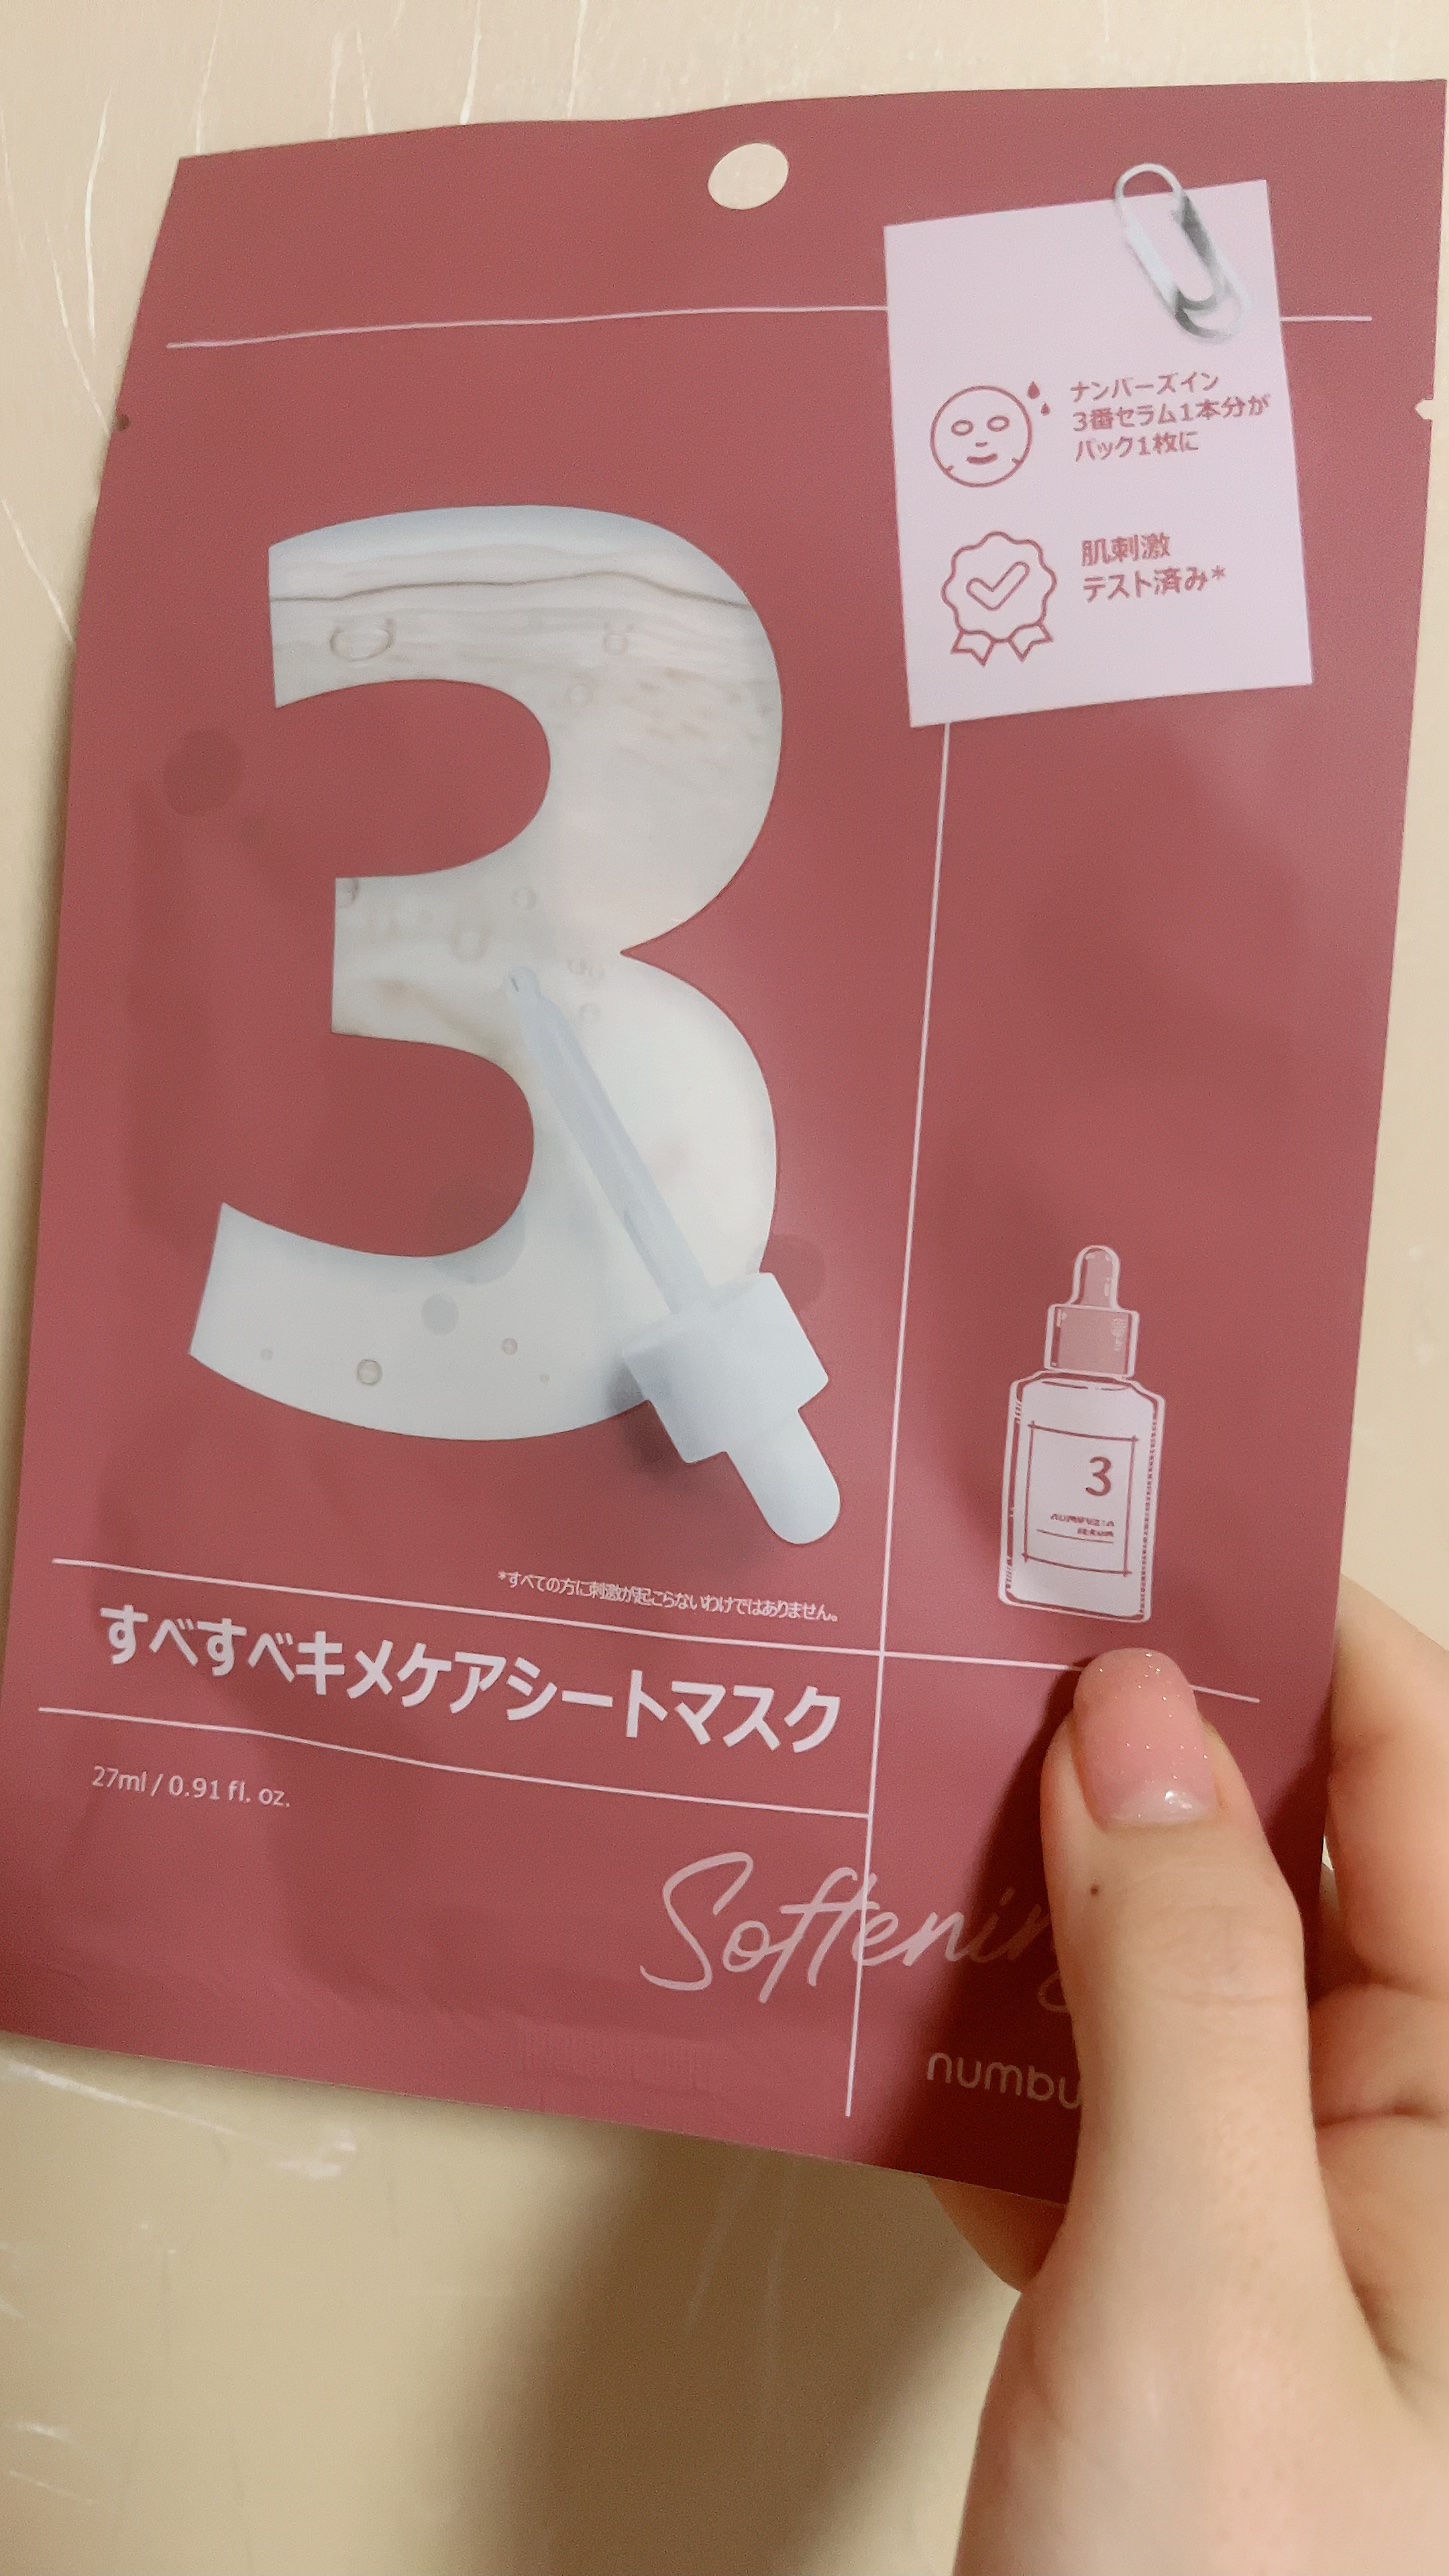 ナンバーズイン
3番セラム1本分が
パック1枚に
肌刺激
テスト済み*
3
3
*すべての方に刺激が起こらないわけではありません。
すべすべキメケアシートマスク
27ml / 0.91 fl. oz.
Softening